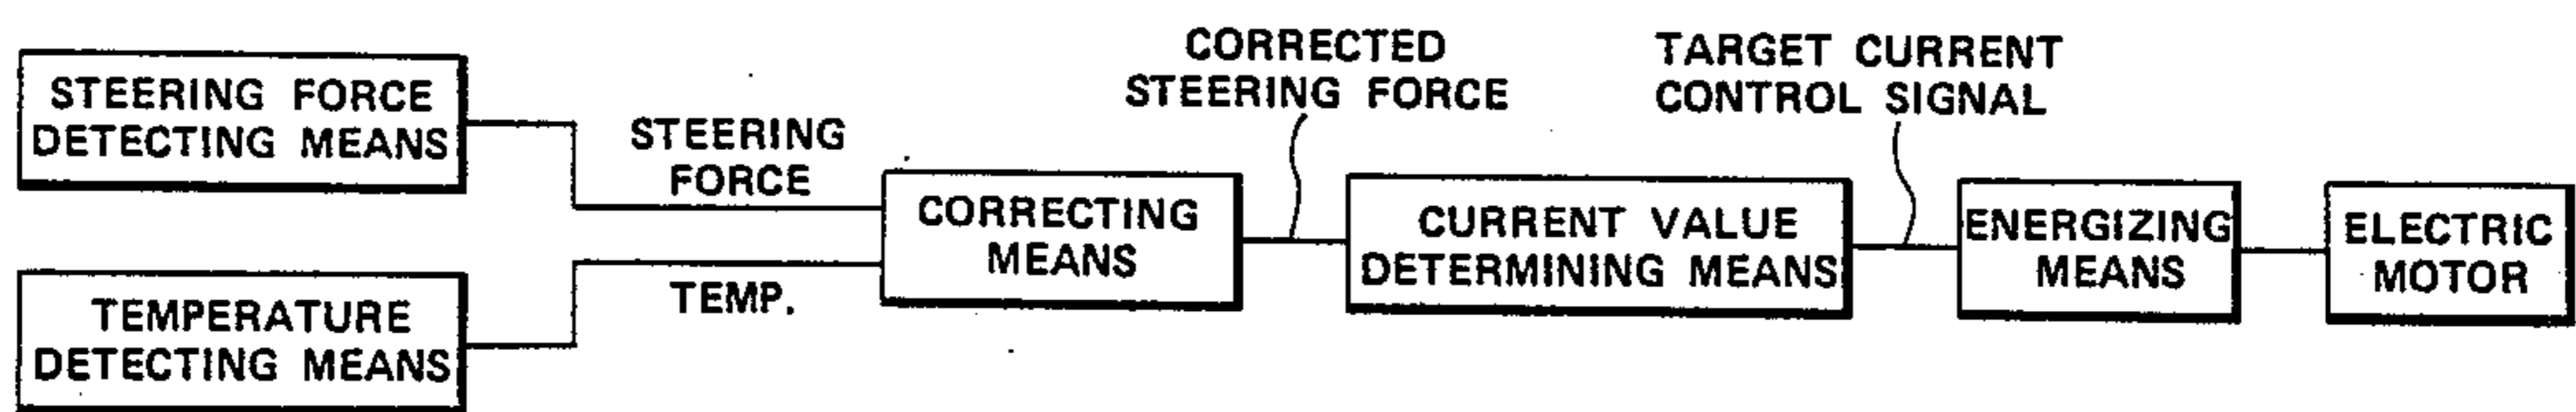 STEERING FORCE
DETECTING MEANS
TEMPERATURE
DETECTING MEANS
STEERING
FORCE
TEMP.
CORRECTING
MEANS
CORRECTED
STEERING FORCE
CURRENT VALUE
DETERMINING MEANS
TARGET CURRENT
CONTROL SIGNAL
ENERGIZING
MEANS
ELECTRIC
MOTOR